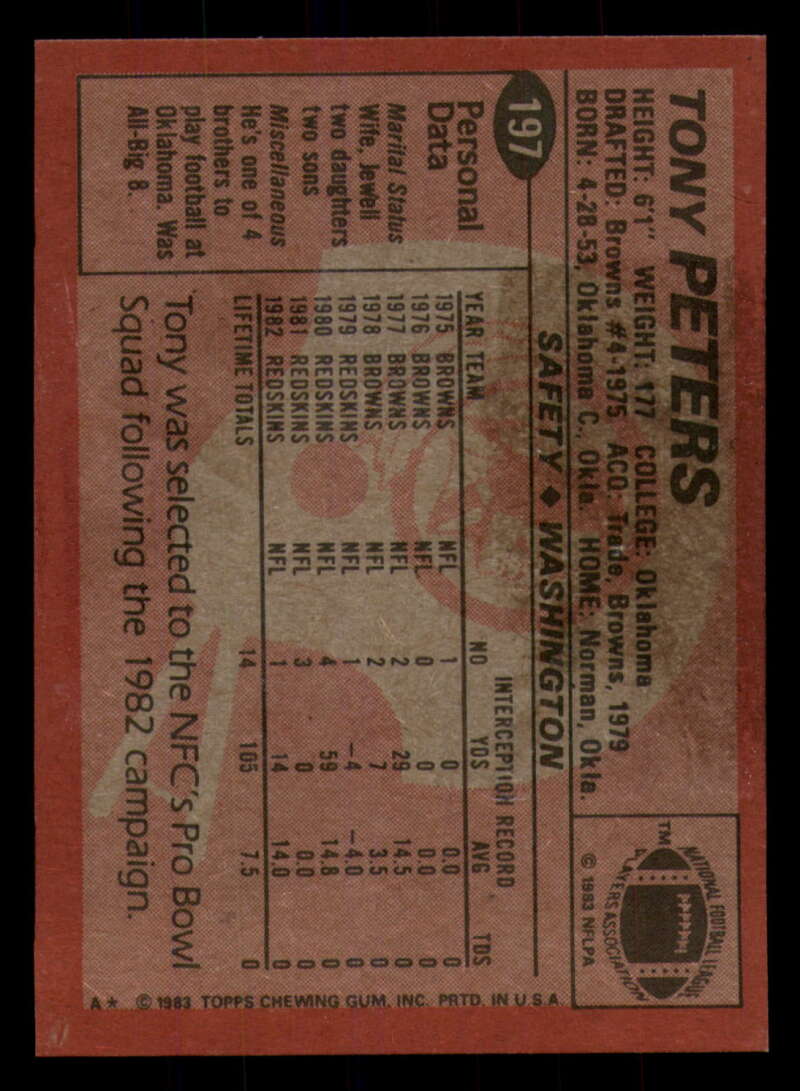 197
TONY PETERS
HEIGHT: 6'1" WEIGHT: 177 COLLEGE: Oklahoma
DRAFTED: Browns #4-1975 ACQ: Trade, Browns, 1979
BORN: 4-28-53, Oklahoma C., Okla. HOME: Norman, Okla.
SAFETY ◆ WASHINGTON
NATIONAL FOOTBALL LEAGUE
PLAYERS ASSOCIATION
TM
© 1983 NFLPA
Personal
Data
Marital Status
Wife, Jewell
two daughters
two sons
Miscellaneous
He's one of 4
brothers to
play football at
Oklahoma. Was
All-Big 8.
INTERCEPTION RECORD
YEAR TEAM NO YDS AVG TDS
1975 BROWNS NFL 1 0 0.0 0
1976 BROWNS NFL 0 0 0.0 0
1977 BROWNS NFL 2 29 14.5 0
1978 BROWNS NFL 2 7 3.5 0
1979 REDSKINS NFL 1 -4 -4.0 0
1980 REDSKINS NFL 4 59 14.8 0
1981 REDSKINS NFL 3 0 0.0 0
1982 REDSKINS NFL 1 14 14.0 0
LIFETIME TOTALS 14 105 7.5 0
Tony was selected to the NFC's Pro Bowl
Squad following the 1982 campaign.
A* © 1983 TOPPS CHEWING GUM, INC. PRTD. IN U.S.A.